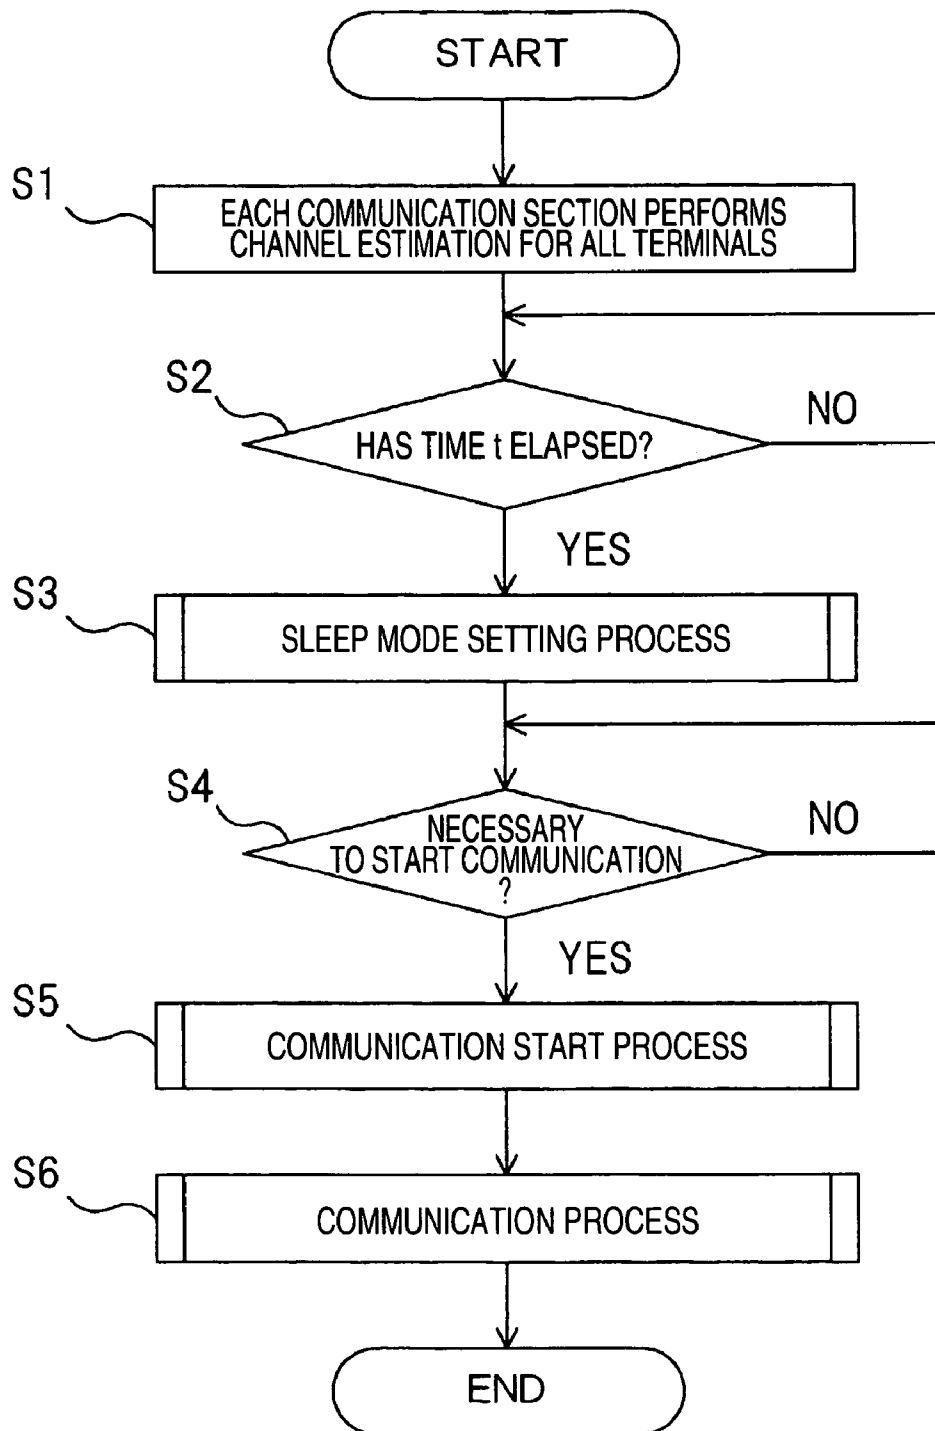 START
S1
EACH COMMUNICATION SECTION PERFORMS
CHANNEL ESTIMATION FOR ALL TERMINALS
S2
HAS TIME t ELAPSED?
NO
YES
S3
SLEEP MODE SETTING PROCESS
S4
NECESSARY
TO START COMMUNICATION
?
NO
YES
S5
COMMUNICATION START PROCESS
S6
COMMUNICATION PROCESS
END